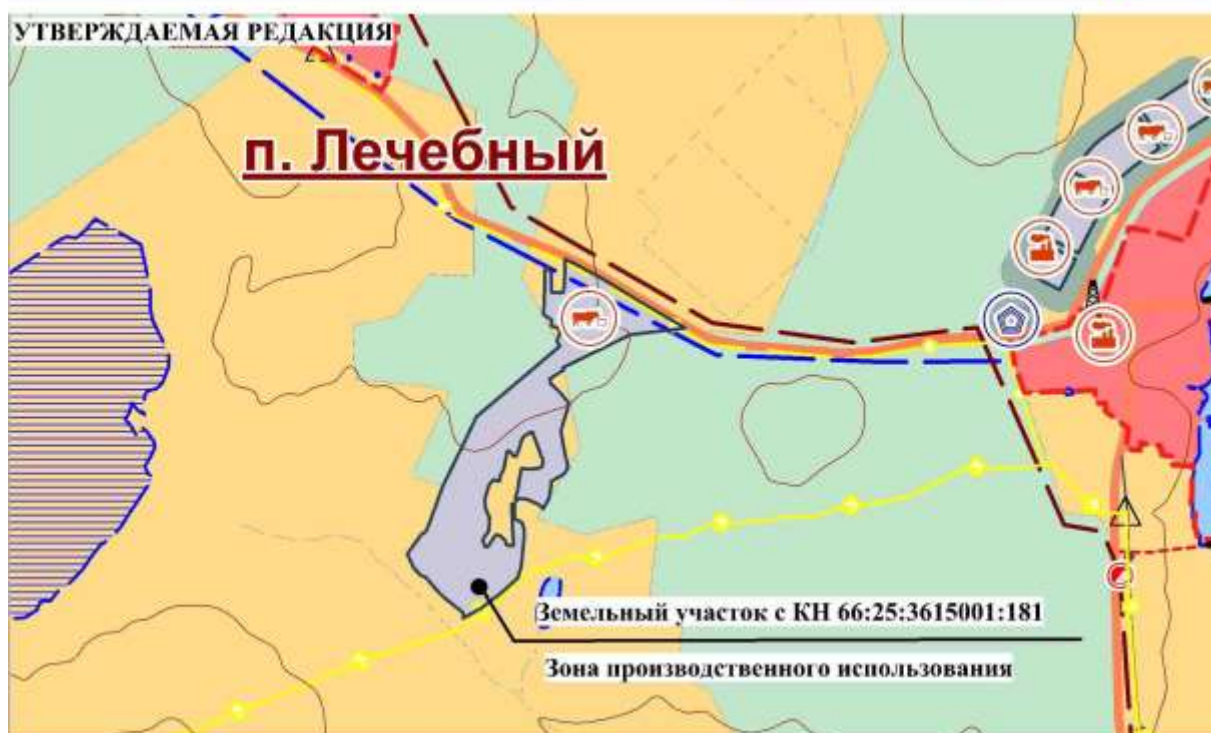 УТВЕРЖДАЕМАЯ РЕДАКЦИЯ
п. Лечебный
Земельный участок с КН 66:25:3615001:181
Зона производственного использования